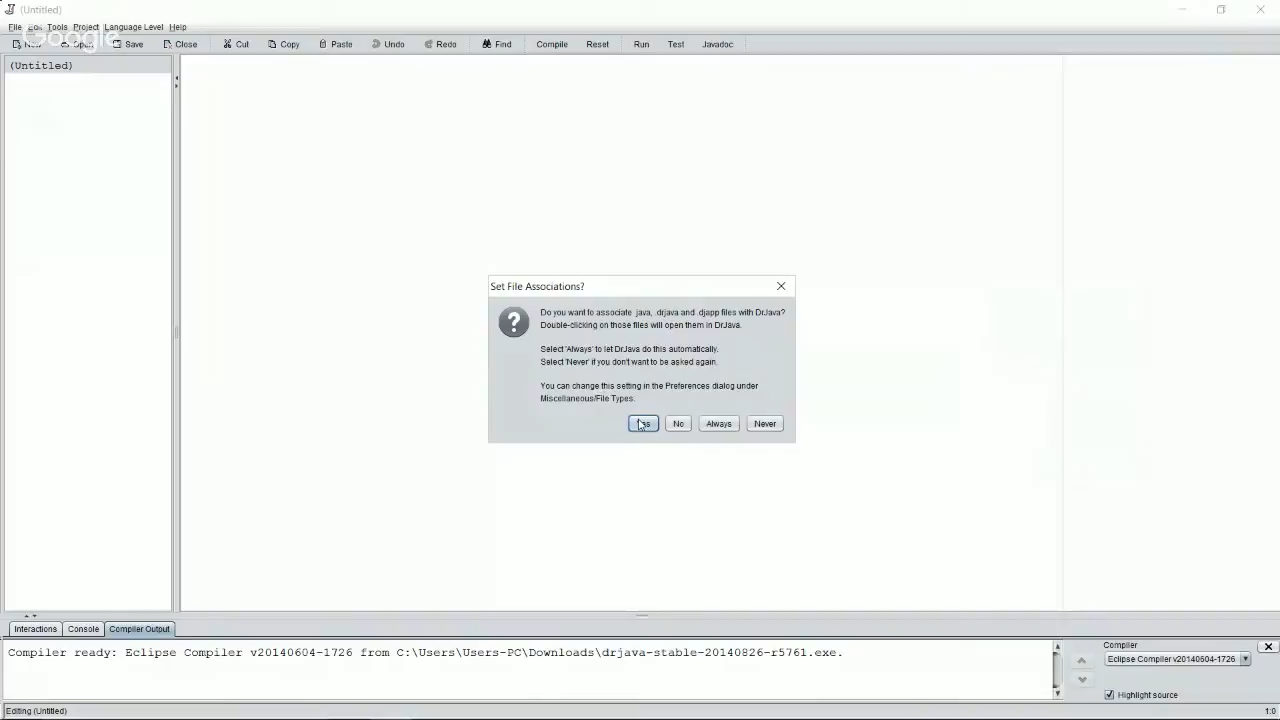 (Untitled)
File Edit Tools Project Language Level Help
Google
Save Close Cut Copy Paste Undo Redo Find Compile Reset Run Test Javadoc
(Untitled)
Set File Associations?
Do you want to associate .java, .drjava and .djapp files with DrJava?
Double-clicking on those files will open them in DrJava.
Select 'Always' to let DrJava do this automatically.
Select 'Never' if you don't want to be asked again.
You can change this setting in the Preferences dialog under
Miscellaneous/File Types.
Yes No Always Never
Interactions Console Compiler Output
Compiler ready: Eclipse Compiler v20140604-1726 from C:\Users\Users-PC\Downloads\drjava-stable-20140826-r5761.exe.
Compiler
Eclipse Compiler v20140604-1726
Highlight source
Editing (Untitled) 1:0